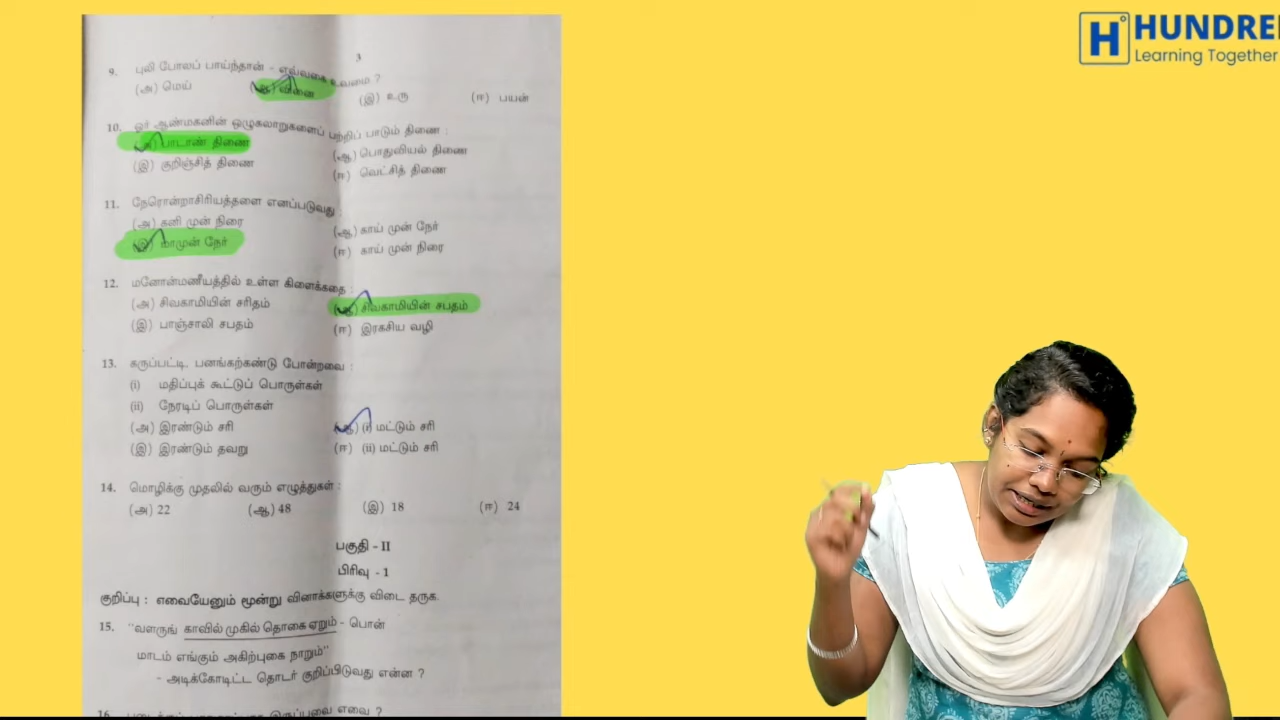 HUNDRE
Learning Together
3
9. புலி போலப் பாய்ந்தான் - எவ்வகை உவமை ?
(அ) மெய் (ஆ) வினை (இ) உரு (ஈ) பயன்
10. ஓர் ஆண்மகனின் ஒழுகலாறுகளைப் பற்றிப் பாடும் திணை :
(அ) பாடாண் திணை (ஆ) பொதுவியல் திணை
(இ) குறிஞ்சித் திணை (ஈ) வெட்சித் திணை
11. நேரொன்றாசிரியத்தளை எனப்படுவது :
(அ) கனி முன் நிரை (ஆ) காய் முன் நேர்
(இ) மாமுன் நேர் (ஈ) காய் முன் நிரை
12. மனோன்மணீயத்தில் உள்ள கிளைக்கதை :
(அ) சிவகாமியின் சரிதம் (ஆ) சிவகாமியின் சபதம்
(இ) பாஞ்சாலி சபதம் (ஈ) இரகசிய வழி
13. கருப்பட்டி, பனங்கற்கண்டு போன்றவை :
(i) மதிப்புக் கூட்டுப் பொருள்கள்
(ii) நேரடிப் பொருள்கள்
(அ) இரண்டும் சரி (ஆ) (i) மட்டும் சரி
(இ) இரண்டும் தவறு (ஈ) (ii) மட்டும் சரி
14. மொழிக்கு முதலில் வரும் எழுத்துகள் :
(அ) 22 (ஆ) 48 (இ) 18 (ஈ) 24
பகுதி - II
பிரிவு - 1
குறிப்பு : எவையேனும் மூன்று வினாக்களுக்கு விடை தருக.
15. "வளருங் காவில் முகில் தொகை ஏறும் - பொன்
மாடம் எங்கும் அகிற்புகை நாறும்"
- அடிக்கோடிட்ட தொடர் குறிப்பிடுவது என்ன ?
16. எவை ?